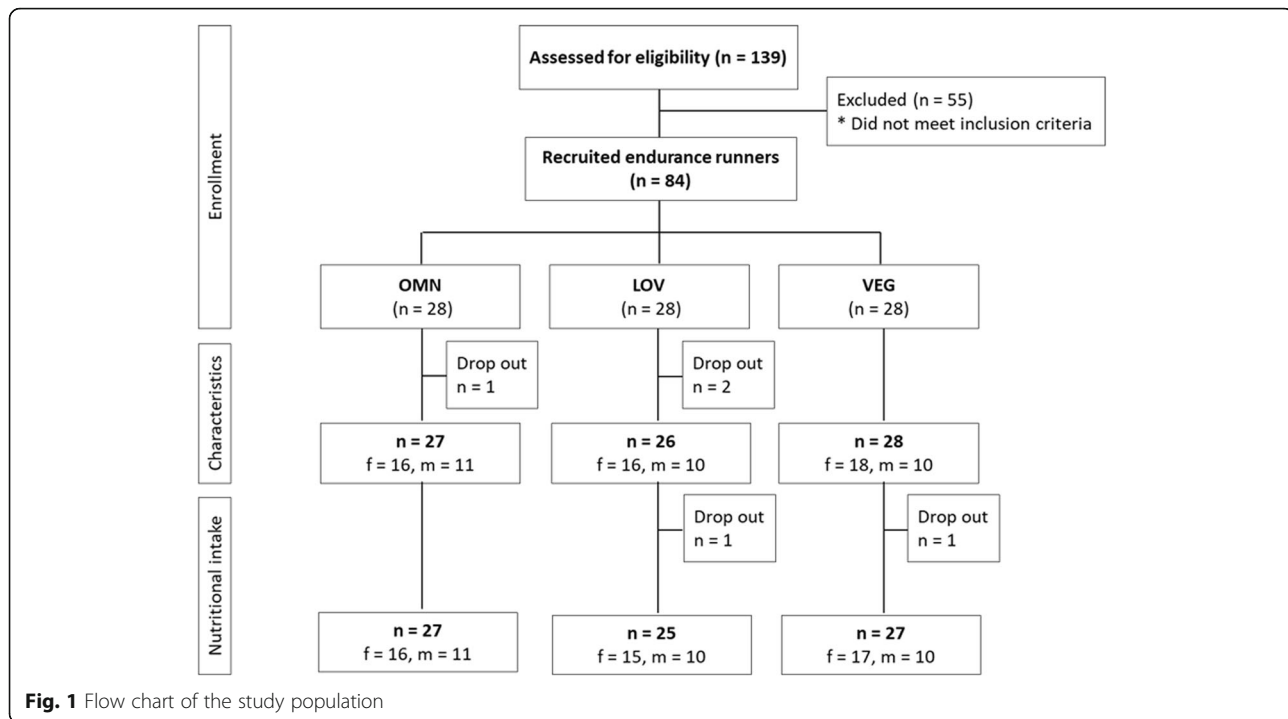 Assessed for eligibility (n = 139)
Excluded (n = 55)
* Did not meet inclusion criteria
Recruited endurance runners
(n = 84)
Enrollment
OMN
(n = 28)
LOV
(n = 28)
VEG
(n = 28)
Characteristics
Drop out
n = 1
Drop out
n = 2
n = 27
f = 16, m = 11
n = 26
f = 16, m = 10
n = 28
f = 18, m = 10
Nutritional intake
Drop out
n = 1
Drop out
n = 1
n = 27
f = 16, m = 11
n = 25
f = 15, m = 10
n = 27
f = 17, m = 10
Fig. 1 Flow chart of the study population